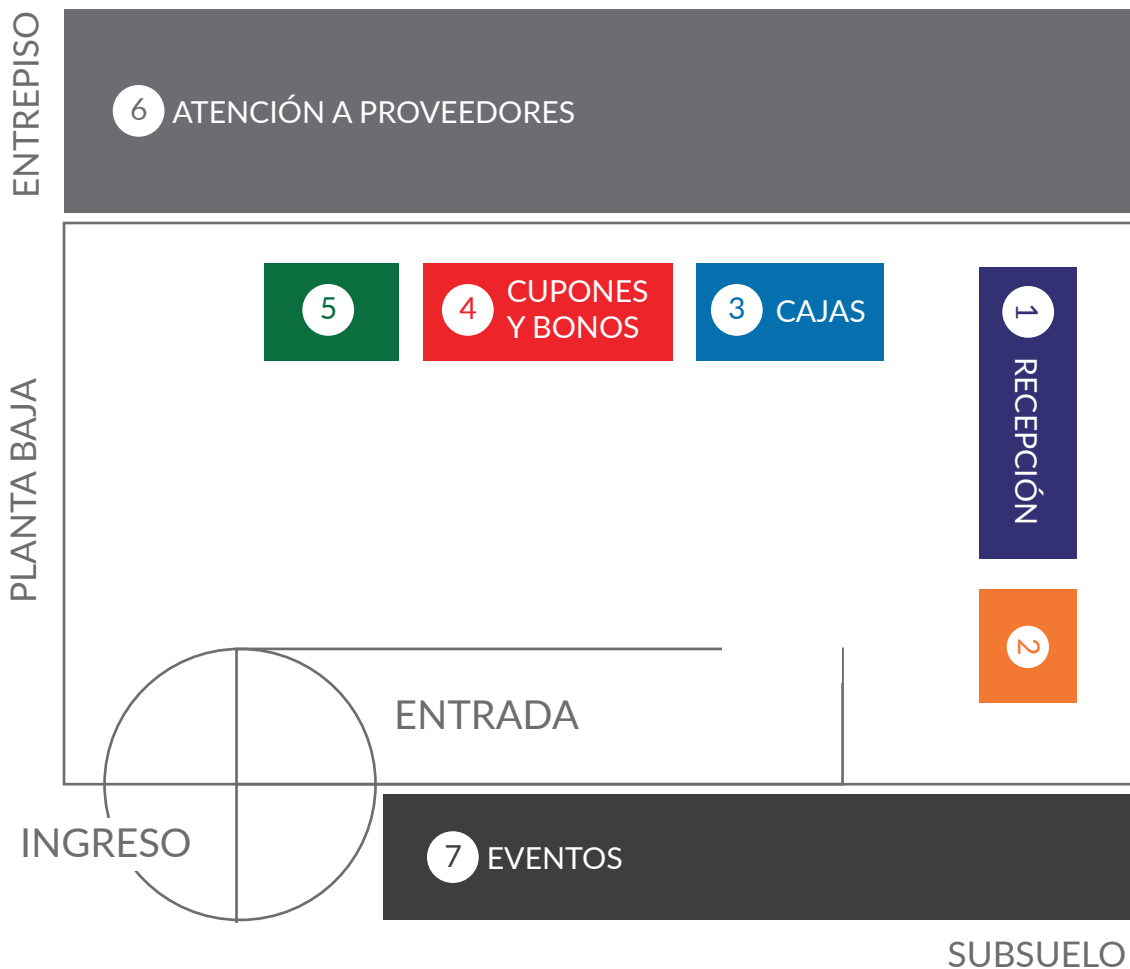 ENTREPISO
6 ATENCIÓN A PROVEEDORES
PLANTA BAJA
5
4 CUPONES
Y BONOS
3 CAJAS
1 RECEPCIÓN
2
ENTRADA
INGRESO
7 EVENTOS
SUBSUELO